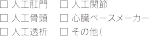 □人工肛門 □人工関節
□人工骨頭 □心臓ペースメーカー
□人工透析 □その他(